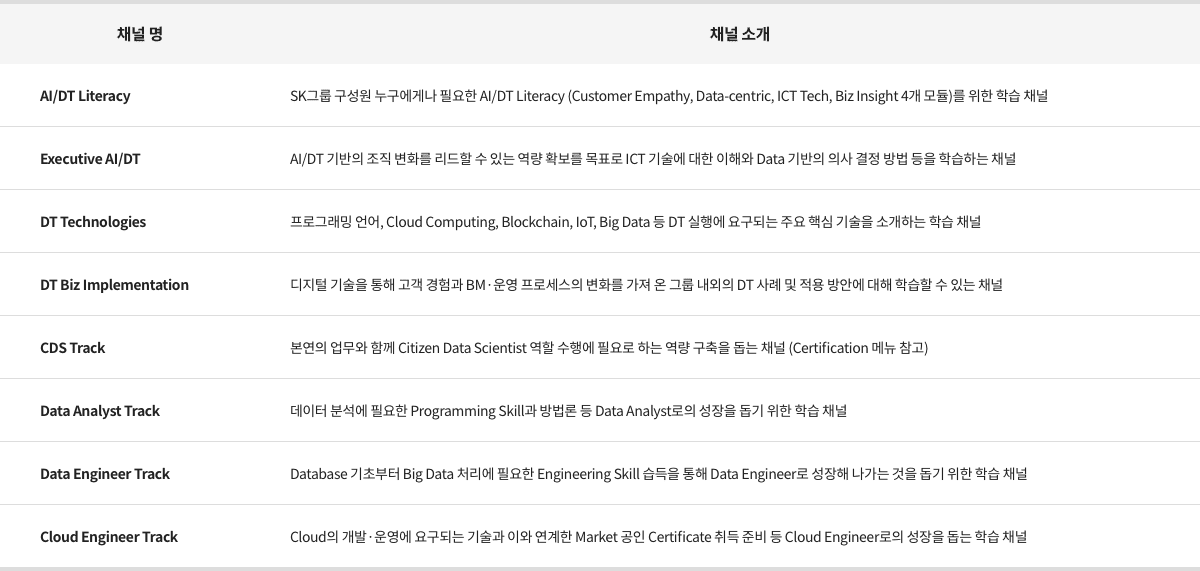 채널 명 채널 소개
AI/DT Literacy SK그룹 구성원 누구에게나 필요한 AI/DT Literacy (Customer Empathy, Data-centric, ICT Tech, Biz Insight 4개 모듈)를 위한 학습 채널
Executive AI/DT AI/DT 기반의 조직 변화를 리드할 수 있는 역량 확보를 목표로 ICT 기술에 대한 이해와 Data 기반의 의사 결정 방법 등을 학습하는 채널
DT Technologies 프로그래밍 언어, Cloud Computing, Blockchain, IoT, Big Data 등 DT 실행에 요구되는 주요 핵심 기술을 소개하는 학습 채널
DT Biz Implementation 디지털 기술을 통해 고객 경험과 BM·운영 프로세스의 변화를 가져 온 그룹 내외의 DT 사례 및 적용 방안에 대해 학습할 수 있는 채널
CDS Track 본연의 업무와 함께 Citizen Data Scientist 역할 수행에 필요로 하는 역량 구축을 돕는 채널 (Certification 메뉴 참고)
Data Analyst Track 데이터 분석에 필요한 Programming Skill과 방법론 등 Data Analyst로의 성장을 돕기 위한 학습 채널
Data Engineer Track Database 기초부터 Big Data 처리에 필요한 Engineering Skill 습득을 통해 Data Engineer로 성장해 나가는 것을 돕기 위한 학습 채널
Cloud Engineer Track Cloud의 개발·운영에 요구되는 기술과 이와 연계한 Market 공인 Certificate 취득 준비 등 Cloud Engineer로의 성장을 돕는 학습 채널